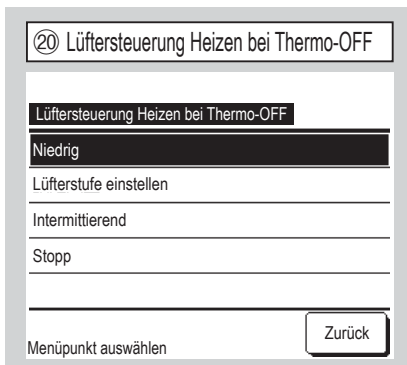 ⑳ Lüftersteuerung Heizen bei Thermo-OFF
Lüftersteuerung Heizen bei Thermo-OFF
Niedrig
Lüfterstufe einstellen
Intermittierend
Stopp
Zurück
Menüpunkt auswählen